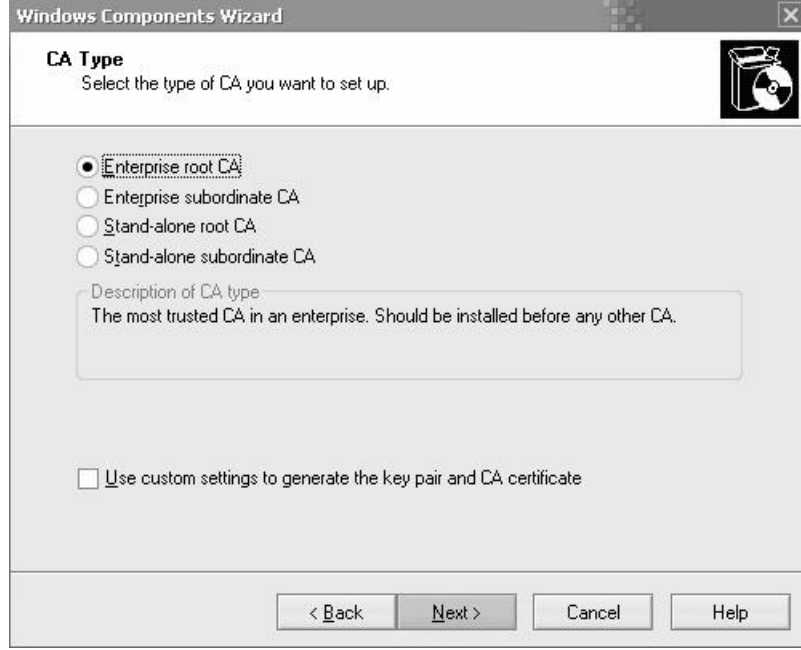 Windows Components Wizard
CA Type
Select the type of CA you want to set up.
Enterprise root CA
Enterprise subordinate CA
Stand-alone root CA
Stand-alone subordinate CA
Description of CA type
The most trusted CA in an enterprise. Should be installed before any other CA.
Use custom settings to generate the key pair and CA certificate
< Back Next > Cancel Help